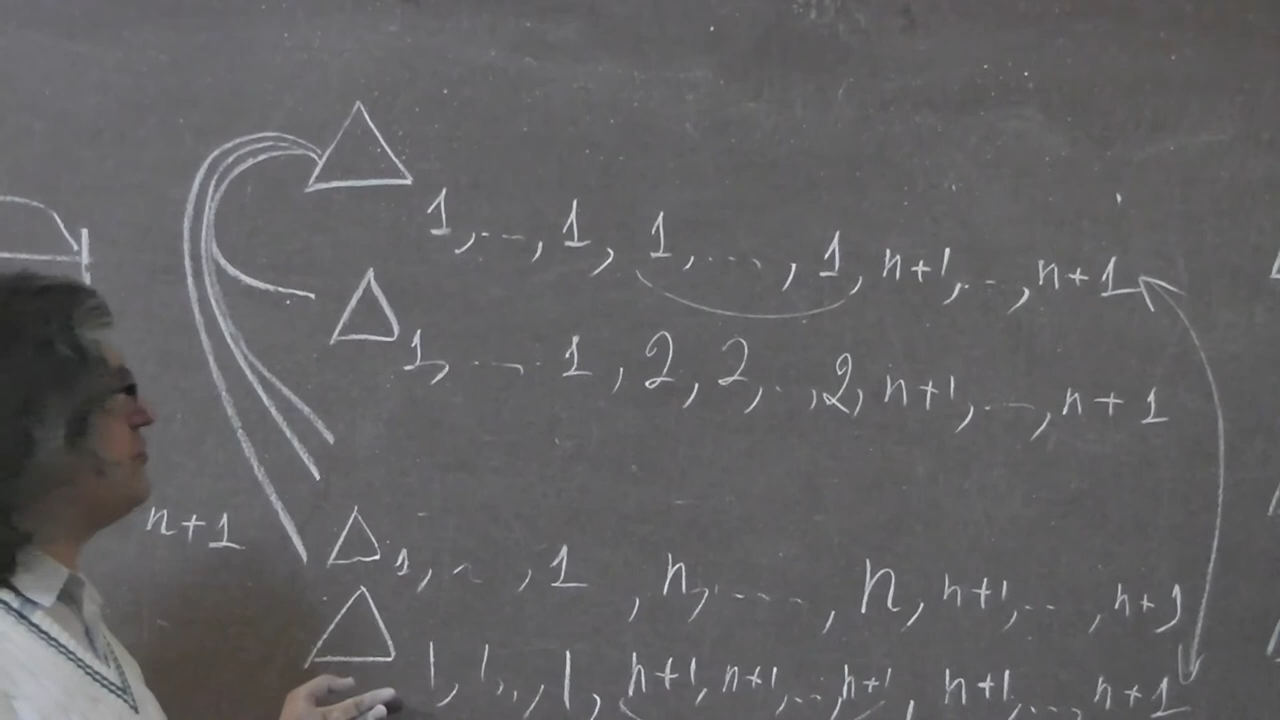 △ 1, ..., 1, 1, ..., 1, n+1, ..., n+1
△ 1, ... 1, 2, 2, ..., 2, n+1, ..., n+1
n+1
△ 1, ..., 1, n, ..., n, n+1, ..., n+1
△ 1, 1, .., 1, n+1, n+1, ..., n+1, n+1, ..., n+1